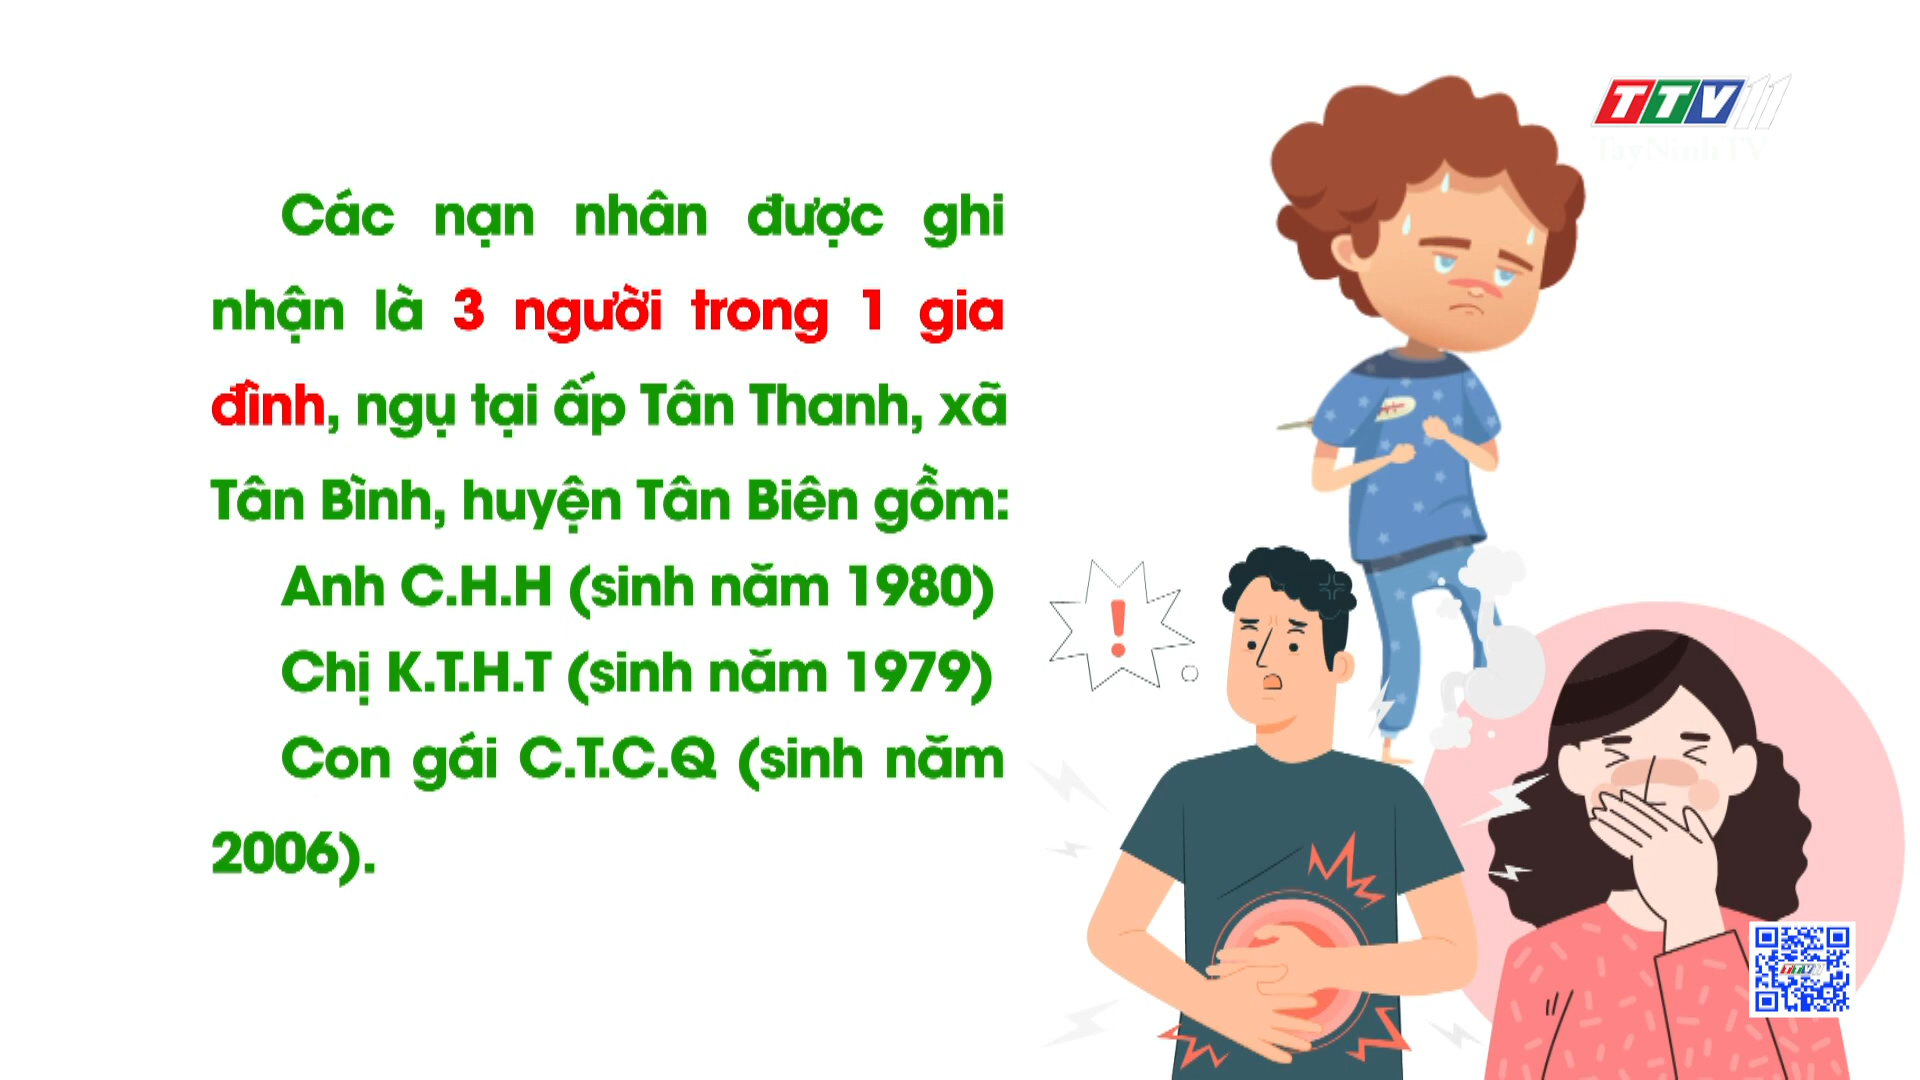 TTV11
TayNinhTV
Các nạn nhân được ghi
nhận là 3 người trong 1 gia
đình, ngụ tại ấp Tân Thanh, xã
Tân Bình, huyện Tân Biên gồm:
Anh C.H.H (sinh năm 1980)
Chị K.T.H.T (sinh năm 1979)
Con gái C.T.C.Q (sinh năm
2006).
!
TTV11